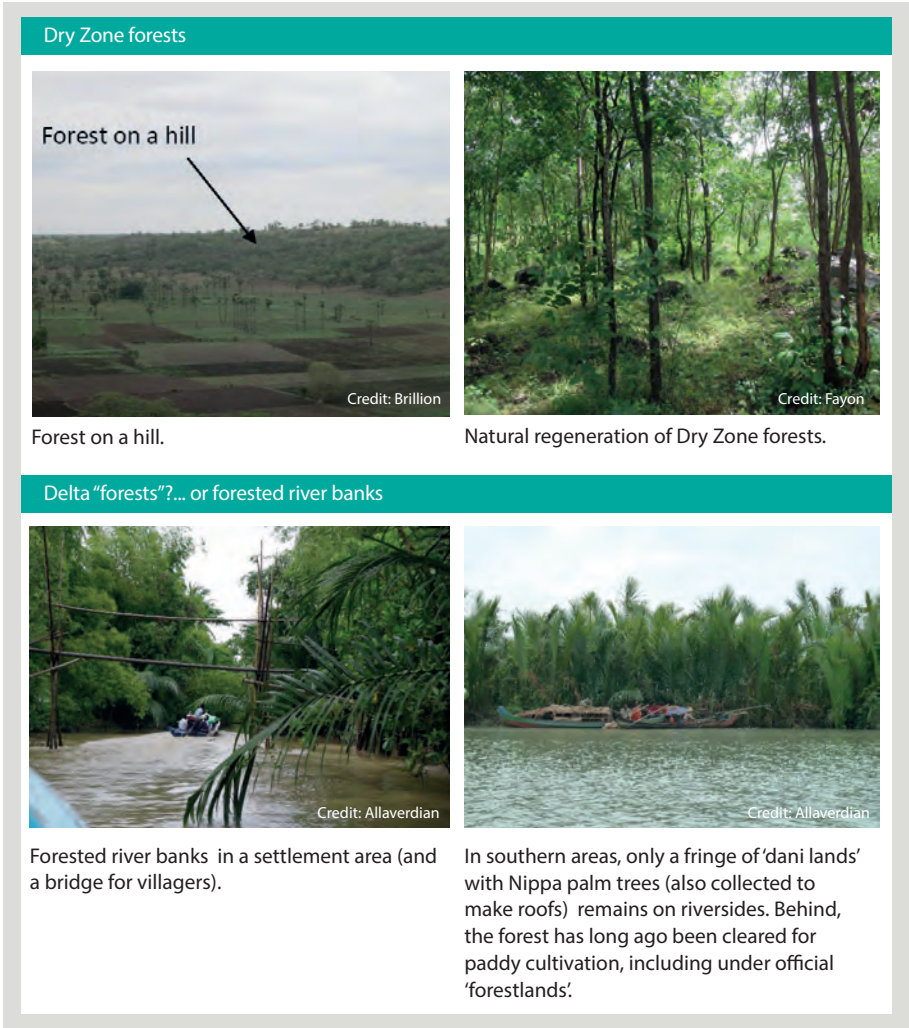 Dry Zone forests
Forest on a hill
Credit: Brillion
Credit: Fayon
Forest on a hill.
Natural regeneration of Dry Zone forests.
Delta “forests”?... or forested river banks
Credit: Allaverdian
Credit: Allaverdian
Forested river banks  in a settlement area (and
a bridge for villagers).
In southern areas, only a fringe of ‘dani lands’
with Nippa palm trees (also collected to
make roofs)  remains on riversides. Behind,
the forest has long ago been cleared for
paddy cultivation, including under official
‘forestlands’.